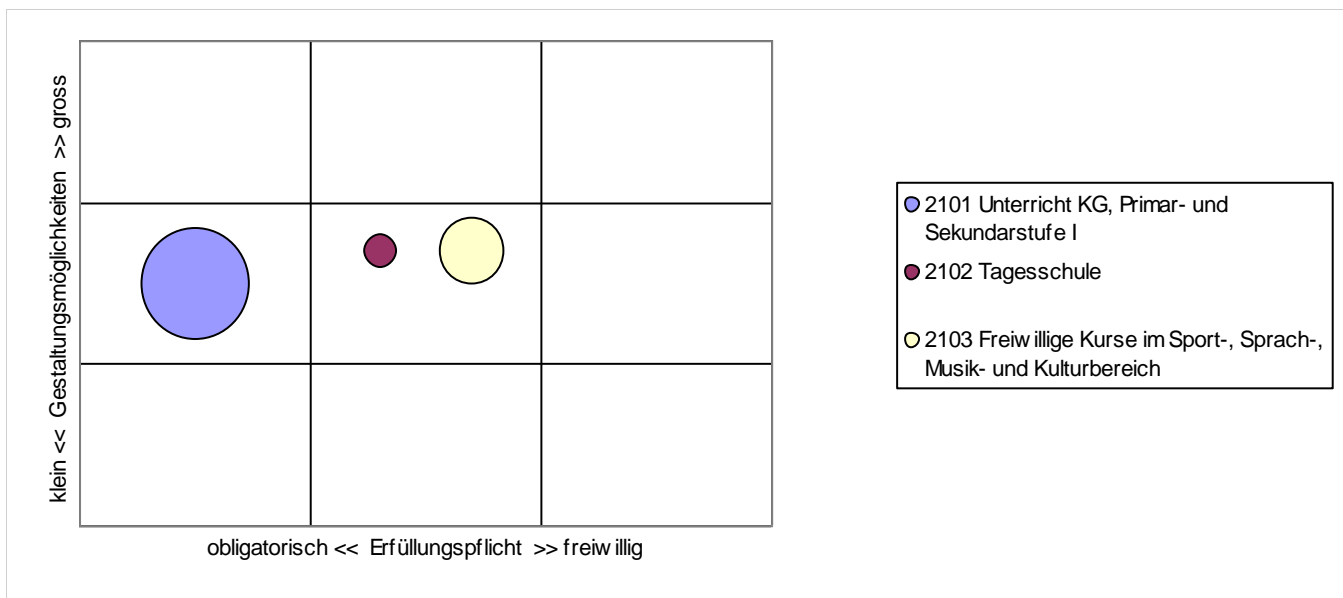 klein << Gestaltungsmöglichkeiten >> gross
2101 Unterricht KG, Primar- und
Sekundarstufe I
2102 Tagesschule
2103 Freiwillige Kurse im Sport-, Sprach-,
Musik- und Kulturbereich
obligatorisch << Erfüllungspflicht >> freiwillig